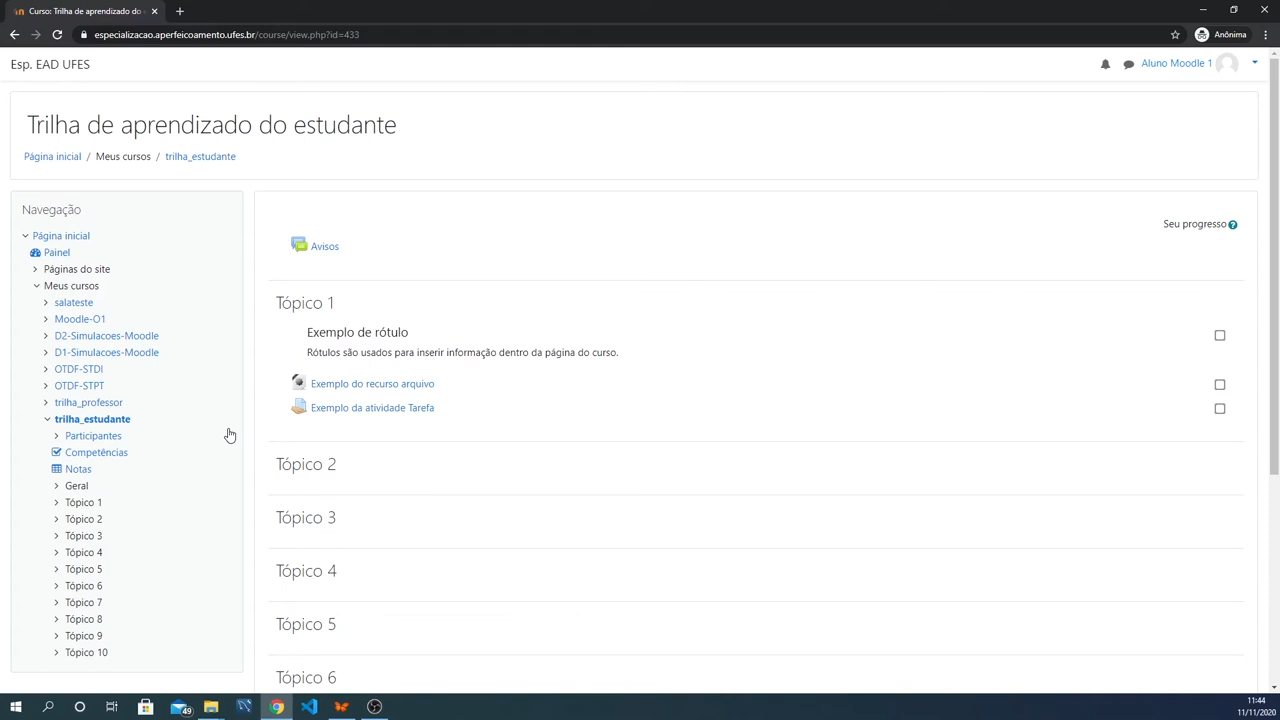 Curso: Trilha de aprendizado do
especializacao.aperfeicoamento.ufes.br/course/view.php?id=433
Anônima
Esp. EAD UFES
Aluno Moodle 1
Trilha de aprendizado do estudante
Página inicial / Meus cursos / trilha_estudante
Navegação
Página inicial
Painel
Páginas do site
Meus cursos
salateste
Moodle-O1
D2-Simulacoes-Moodle
D1-Simulacoes-Moodle
OTDF-STDI
OTDF-STPT
trilha_professor
trilha_estudante
Participantes
Competências
Notas
Geral
Tópico 1
Tópico 2
Tópico 3
Tópico 4
Tópico 5
Tópico 6
Tópico 7
Tópico 8
Tópico 9
Tópico 10
Seu progresso
Avisos
Tópico 1
Exemplo de rótulo
Rótulos são usados para inserir informação dentro da página do curso.
Exemplo do recurso arquivo
Exemplo da atividade Tarefa
Tópico 2
Tópico 3
Tópico 4
Tópico 5
Tópico 6
49
11:44
11/11/2020